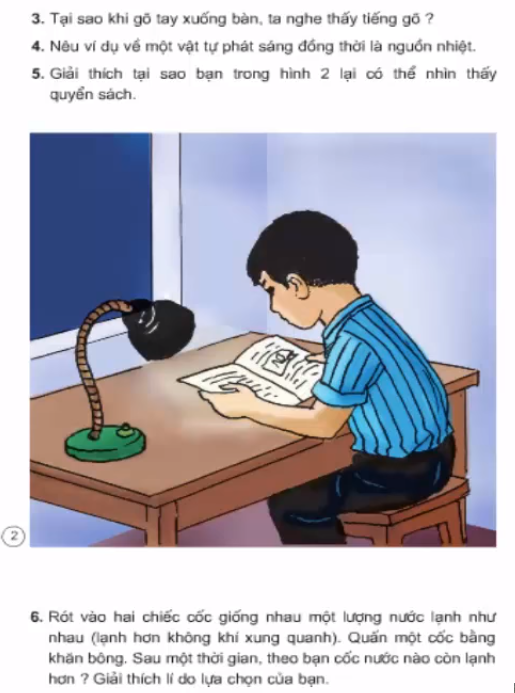 3. Tại sao khi gõ tay xuống bàn, ta nghe thấy tiếng gõ ?
4. Nêu ví dụ về một vật tự phát sáng đồng thời là nguồn nhiệt.
5. Giải thích tại sao bạn trong hình 2 lại có thể nhìn thấy
quyển sách.
2
6. Rót vào hai chiếc cốc giống nhau một lượng nước lạnh như
nhau (lạnh hơn không khí xung quanh). Quấn một cốc bằng
khăn bông. Sau một thời gian, theo bạn cốc nước nào còn lạnh
hơn ? Giải thích lí do lựa chọn của bạn.